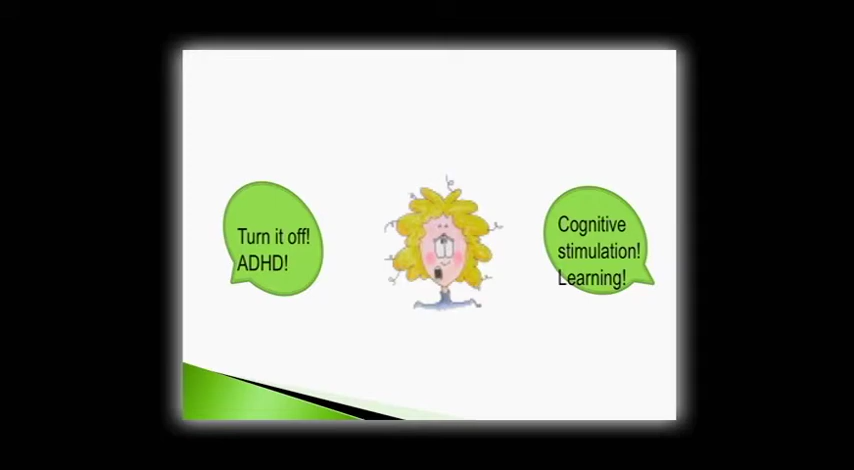 Turn it off!
ADHD!
Cognitive
stimulation!
Learning!